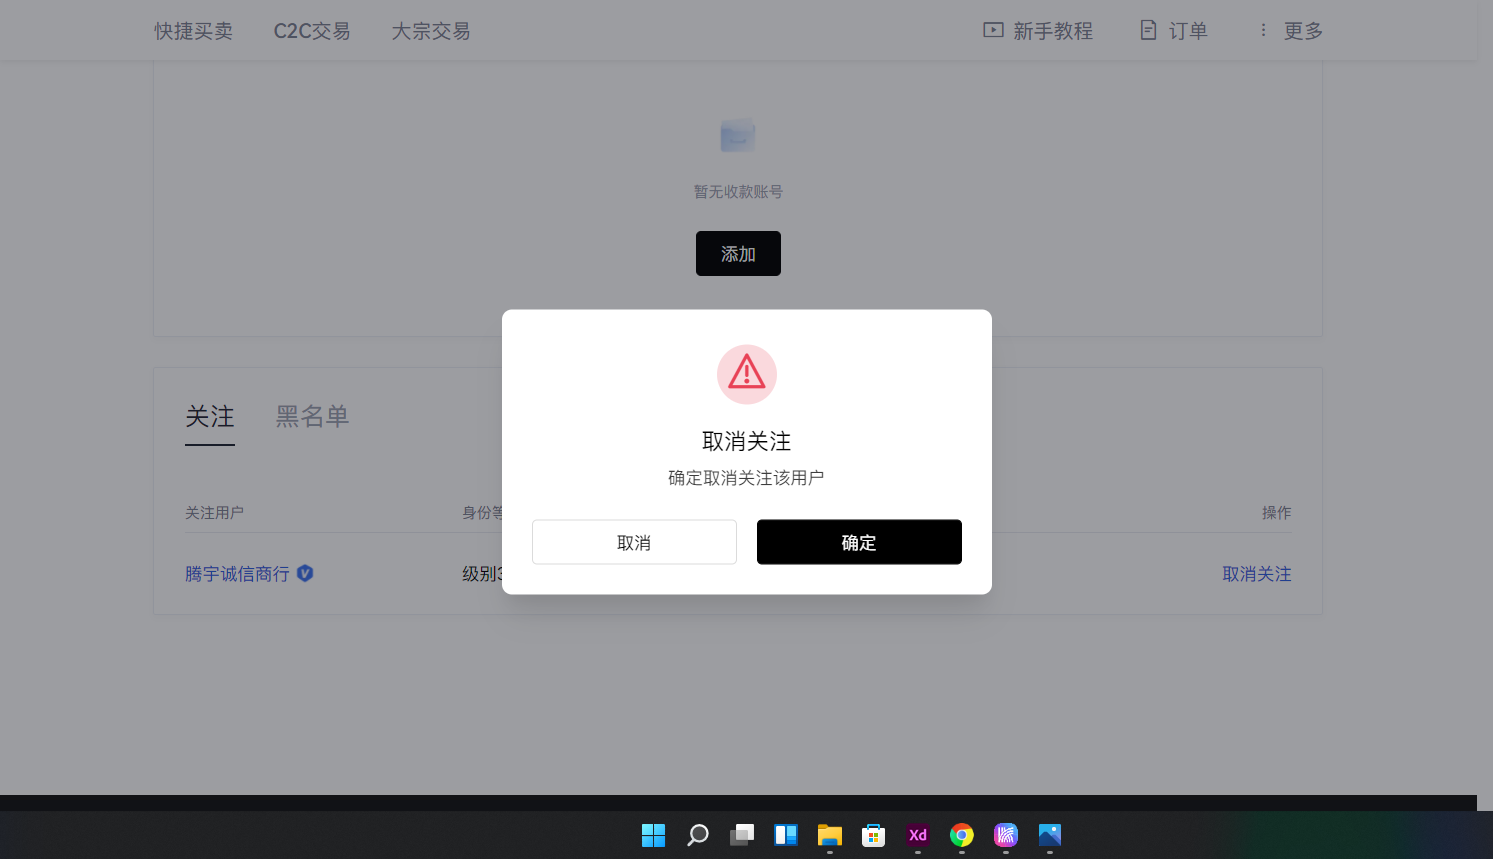 快捷买卖 C2C交易 大宗交易 新手教程 订单 更多
暂无收款账号
添加
取消关注
确定取消关注该用户
取消 确定
关注 黑名单
关注用户 身份等 操作
腾宇诚信商行 级别3 取消关注
Xd